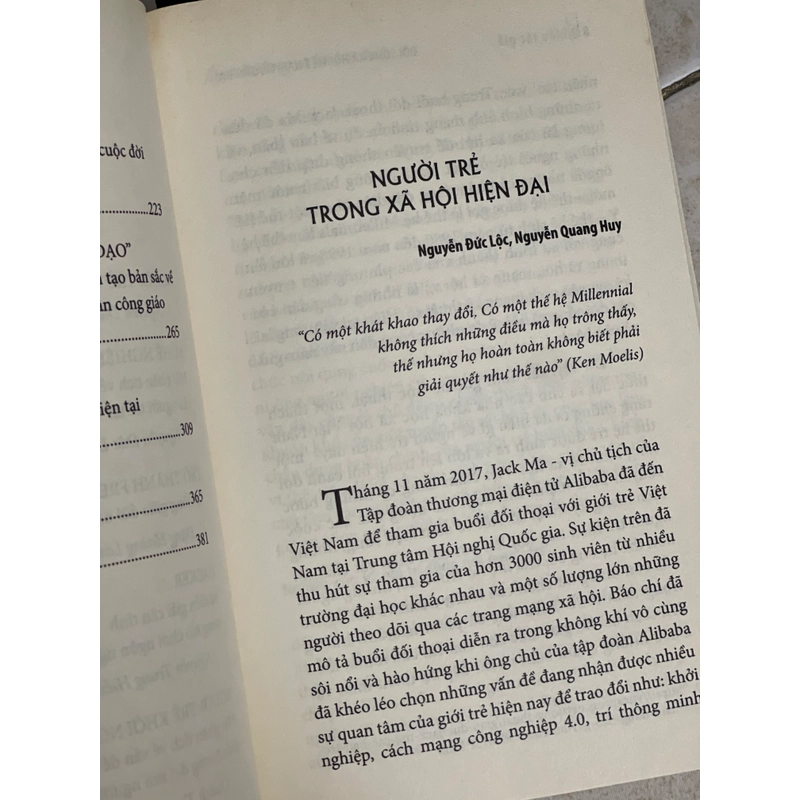 cuộc đời
223
ĐẠO”
tạo bản sắc về
công giáo
265
tại
309
365
381
NGƯỜI TRẺ
TRONG XÃ HỘI HIỆN ĐẠI
Nguyễn Đức Lộc, Nguyễn Quang Huy
“Có một khát khao thay đổi, Có một thế hệ Millennial
không thích những điều mà họ trông thấy,
thế nhưng họ hoàn toàn không biết phải
giải quyết như thế nào” (Ken Moelis)
Tháng 11 năm 2017, Jack Ma - vị chủ tịch của
Tập đoàn thương mại điện tử Alibaba đã đến
Việt Nam để tham gia buổi đối thoại với giới trẻ Việt
Nam tại Trung tâm Hội nghị Quốc gia. Sự kiện trên đã
thu hút sự tham gia của hơn 3000 sinh viên từ nhiều
trường đại học khác nhau và một số lượng lớn những
người theo dõi qua các trang mạng xã hội. Báo chí đã
mô tả buổi đối thoại diễn ra trong không khí vô cùng
sôi nổi và hào hứng khi ông chủ của tập đoàn Alibaba
đã khéo léo chọn những vấn đề đang nhận được nhiều
sự quan tâm của giới trẻ hiện nay để trao đổi như: khởi
nghiệp, cách mạng công nghiệp 4.0, trí thông minh